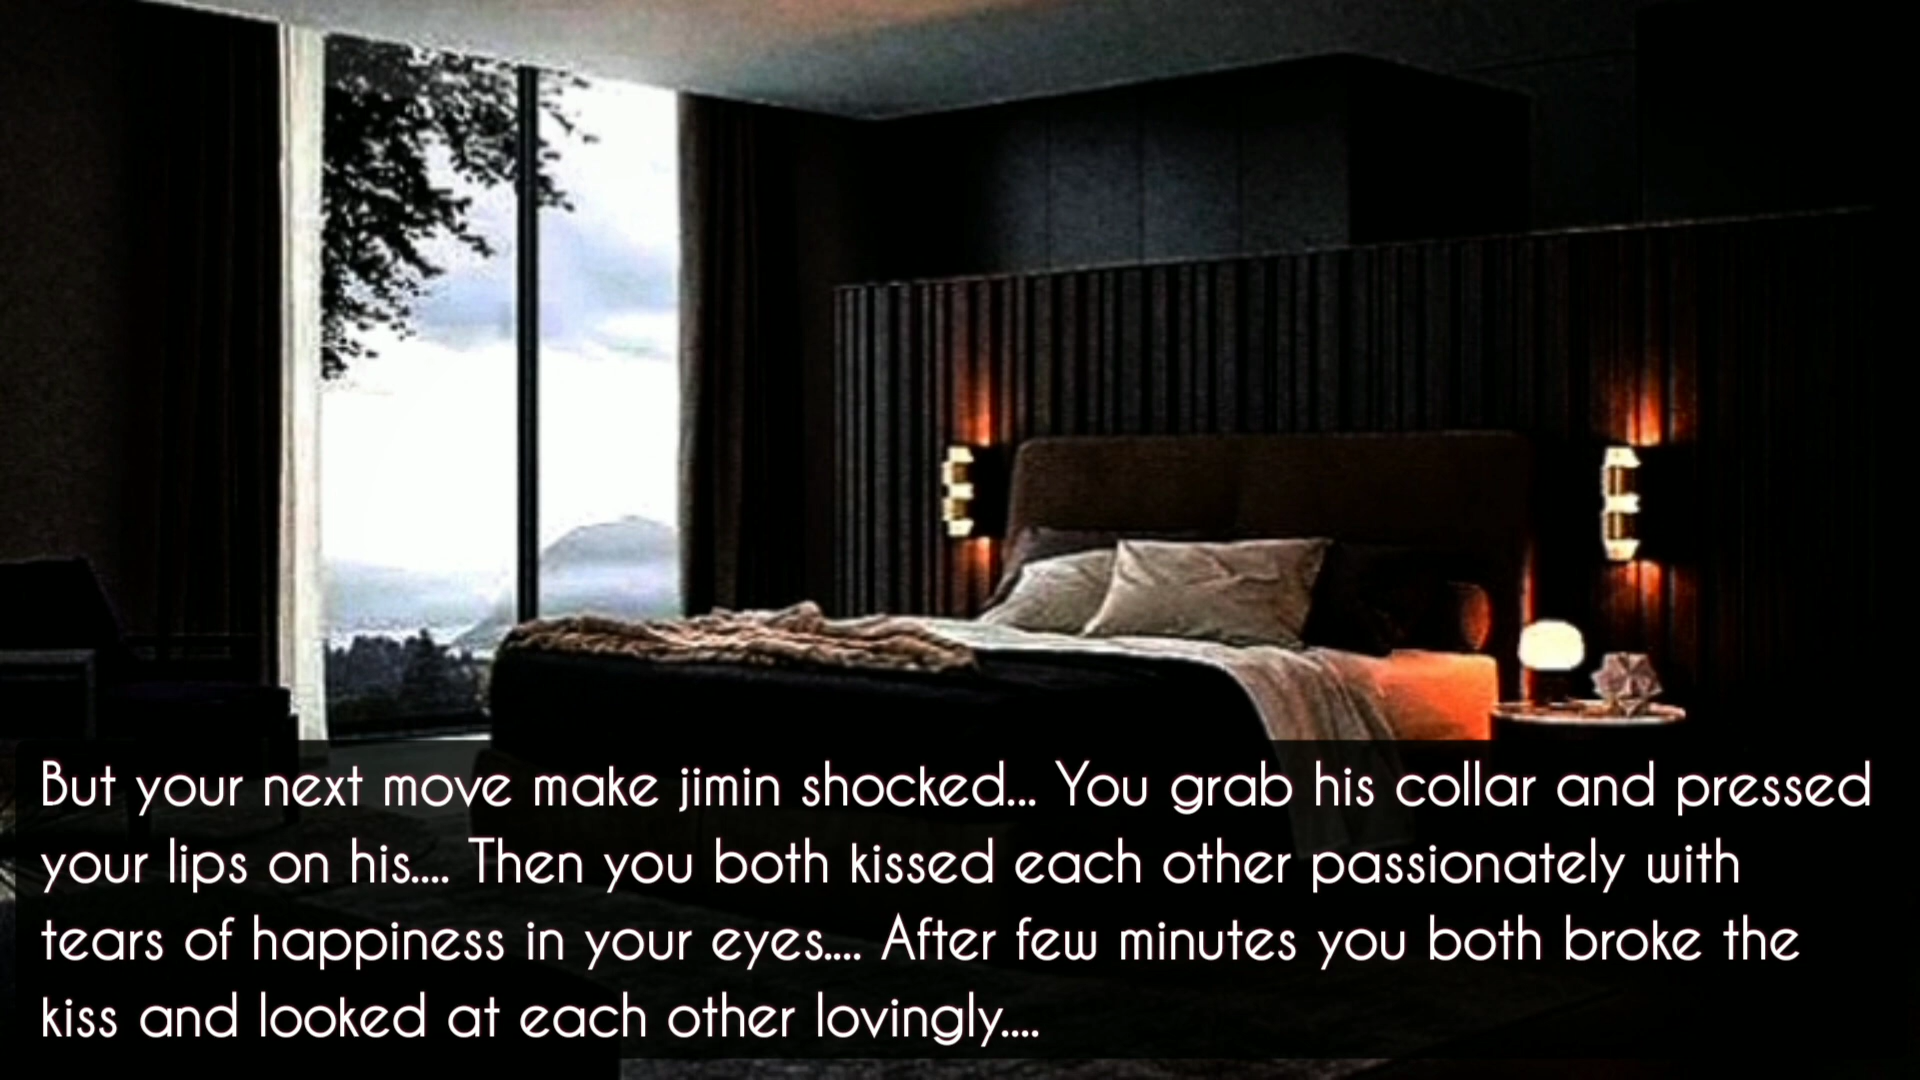 But your next move make jimin shocked... You grab his collar and pressed
your lips on his.... Then you both kissed each other passionately with
tears of happiness in your eyes.... After few minutes you both broke the
kiss and looked at each other lovingly....